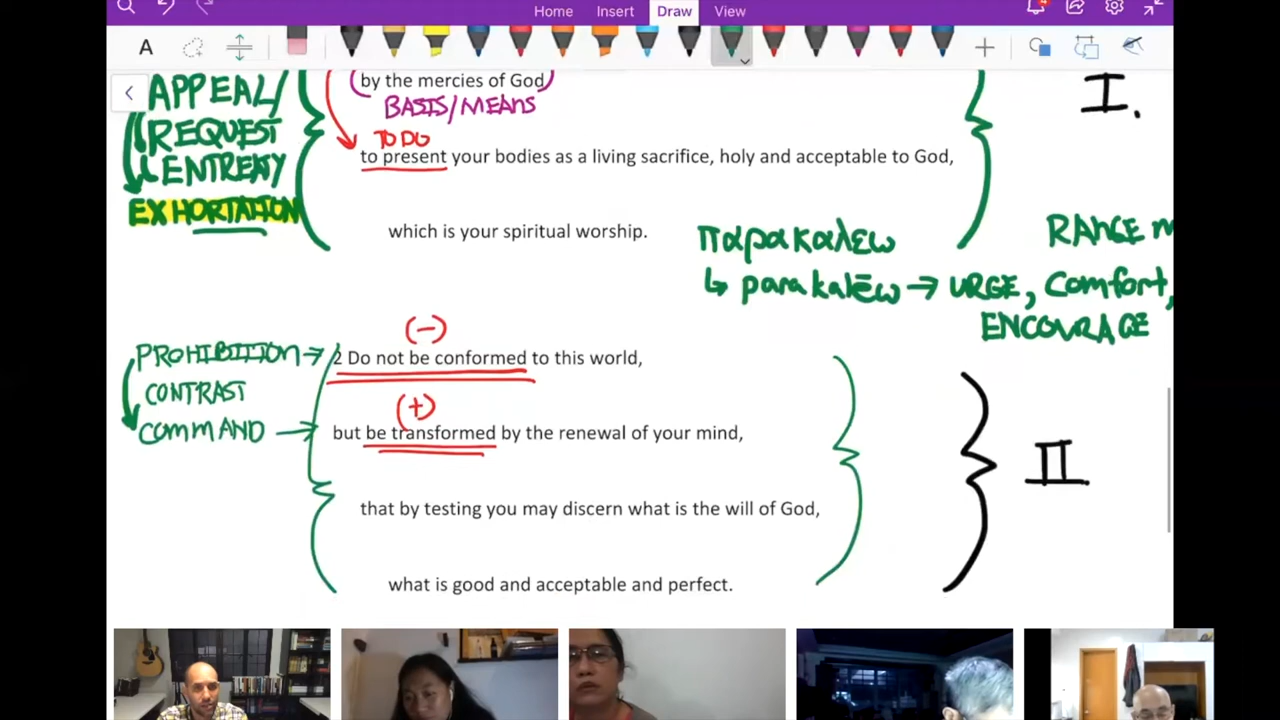 Home Insert Draw View
4
A
APPEAL/
REQUEST
ENTREATY
EXHORTATION
(by the mercies of God)
BASIS/MEANS
TO DO
to present your bodies as a living sacrifice, holy and acceptable to God,
which is your spiritual worship.
I.
παρακαλεω
↳ parakalēω → URGE, Comfort,
ENCOURAGE
RANGE
(-)
PROHIBITION → 2 Do not be conformed to this world,
CONTRAST
(+)
COMMAND → but be transformed by the renewal of your mind,
II
that by testing you may discern what is the will of God,
what is good and acceptable and perfect.